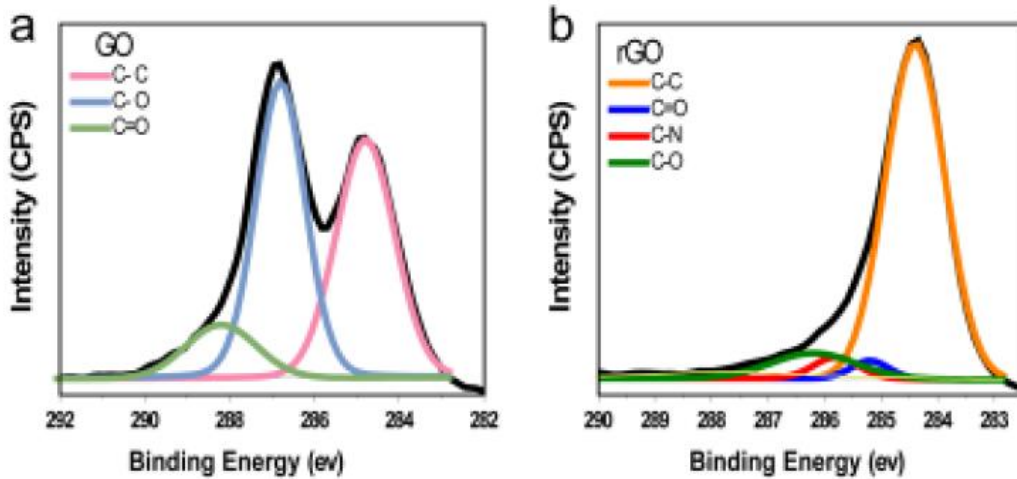 a
GO
C- C
C- O
C=O
Intensity (CPS)
292 290 288 286 284 282
Binding Energy (ev)
b
rGO
C-C
C=O
C-N
C-O
Intensity (CPS)
290 289 288 287 286 285 284 283
Binding Energy (ev)